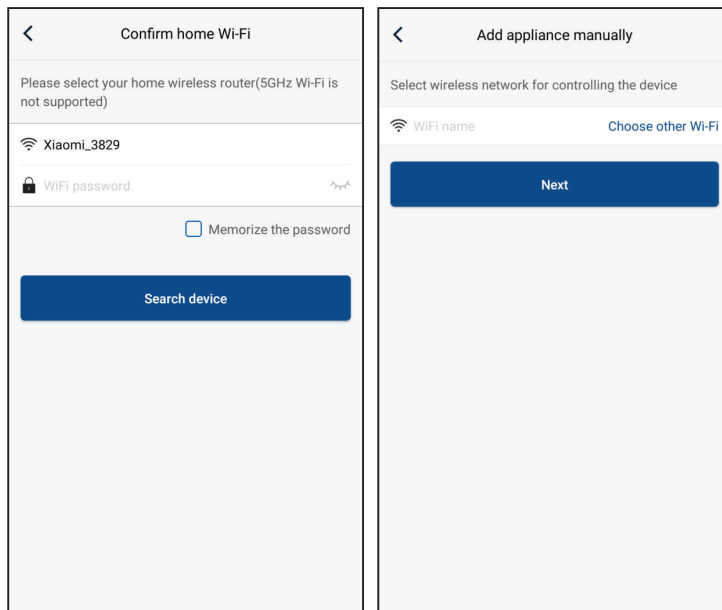 Confirm home Wi-Fi
Please select your home wireless router(5GHz Wi-Fi is
not supported)
Xiaomi_3829
WiFi password
Memorize the password
Search device
Add appliance manually
Select wireless network for controlling the device
WiFi name Choose other Wi-Fi
Next